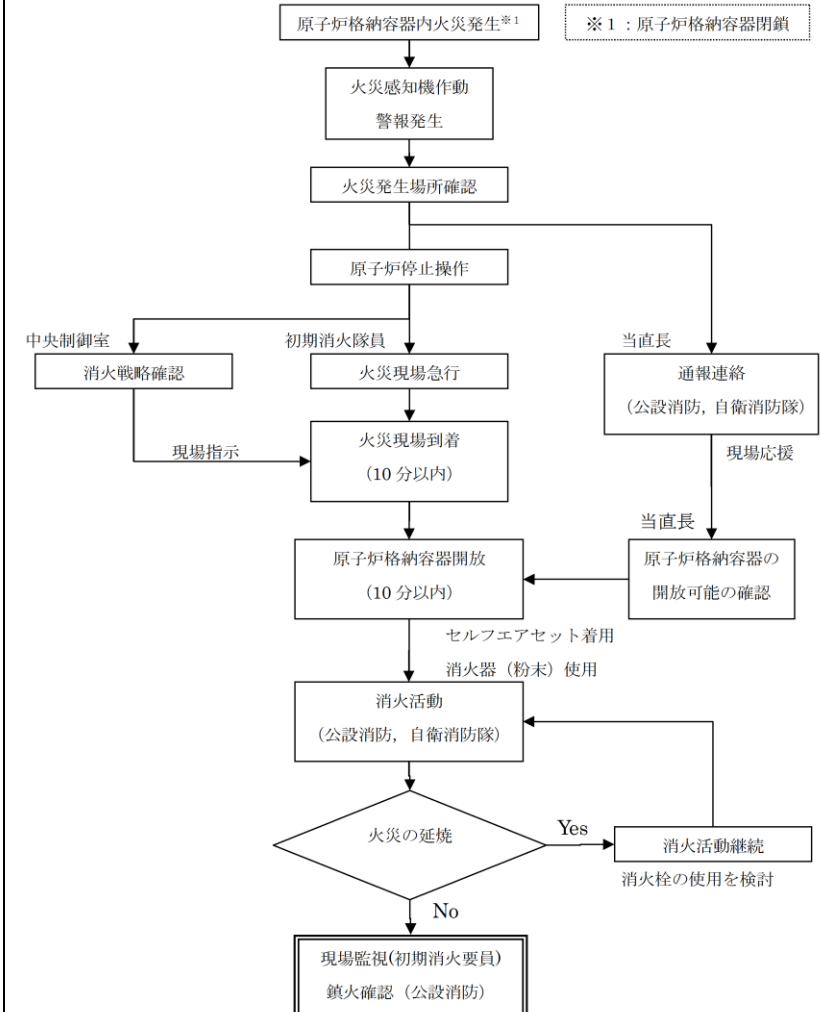 原子炉格納容器内火災発生※1
※1：原子炉格納容器閉鎖
火災感知機作動
警報発生
火災発生場所確認
原子炉停止操作
中央制御室
初期消火隊員
当直長
消火戦略確認
火災現場急行
通報連絡
（公設消防，自衛消防隊）
現場指示
火災現場到着
（10 分以内）
現場応援
当直長
原子炉格納容器開放
（10 分以内）
原子炉格納容器の
開放可能の確認
セルフエアセット着用
消火器（粉末）使用
消火活動
（公設消防，自衛消防隊）
火災の延焼
Yes
消火活動継続
消火栓の使用を検討
No
現場監視(初期消火要員)
鎮火確認（公設消防）